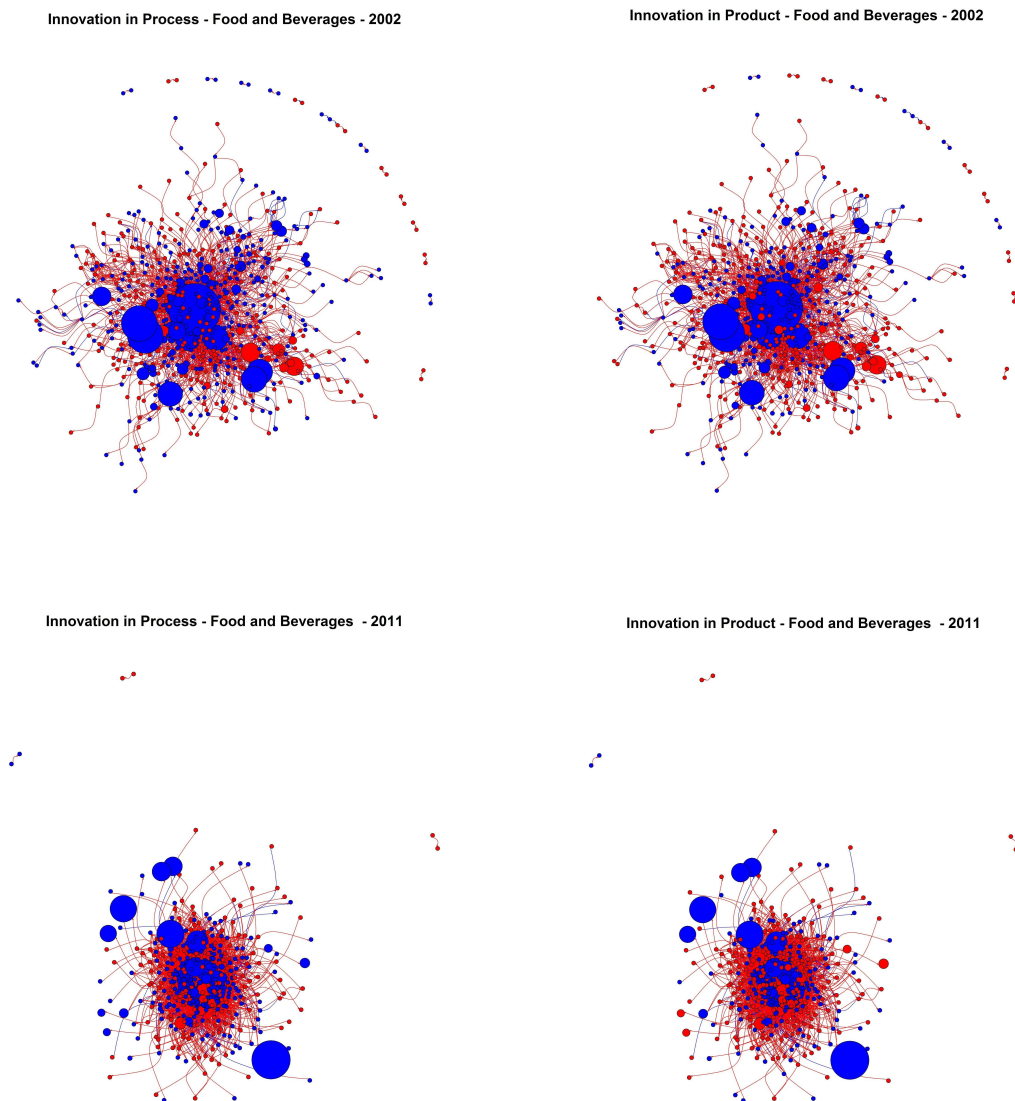 Innovation in Process - Food and Beverages - 2002
Innovation in Product - Food and Beverages - 2002
Innovation in Process - Food and Beverages - 2011
Innovation in Product - Food and Beverages - 2011